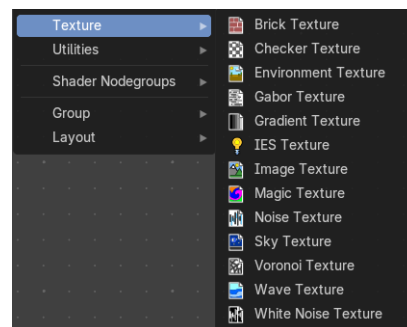 Texture
Utilities
Shader Nodegroups
Group
Layout
Brick Texture
Checker Texture
Environment Texture
Gabor Texture
Gradient Texture
IES Texture
Image Texture
Magic Texture
Noise Texture
Sky Texture
Voronoi Texture
Wave Texture
White Noise Texture